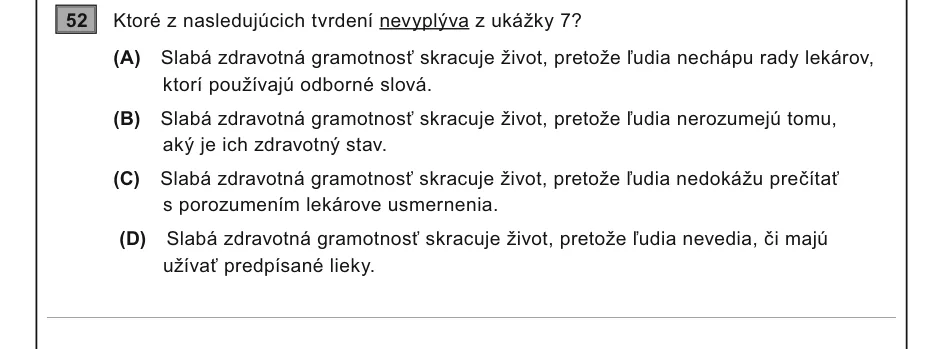 52 Ktoré z nasledujúcich tvrdení nevyplýva z ukážky 7?
(A) Slabá zdravotná gramotnosť skracuje život, pretože ľudia nechápu rady lekárov,
ktorí používajú odborné slová.
(B) Slabá zdravotná gramotnosť skracuje život, pretože ľudia nerozumejú tomu,
aký je ich zdravotný stav.
(C) Slabá zdravotná gramotnosť skracuje život, pretože ľudia nedokážu prečítať
s porozumením lekárove usmernenia.
(D) Slabá zdravotná gramotnosť skracuje život, pretože ľudia nevedia, či majú
užívať predpísané lieky.